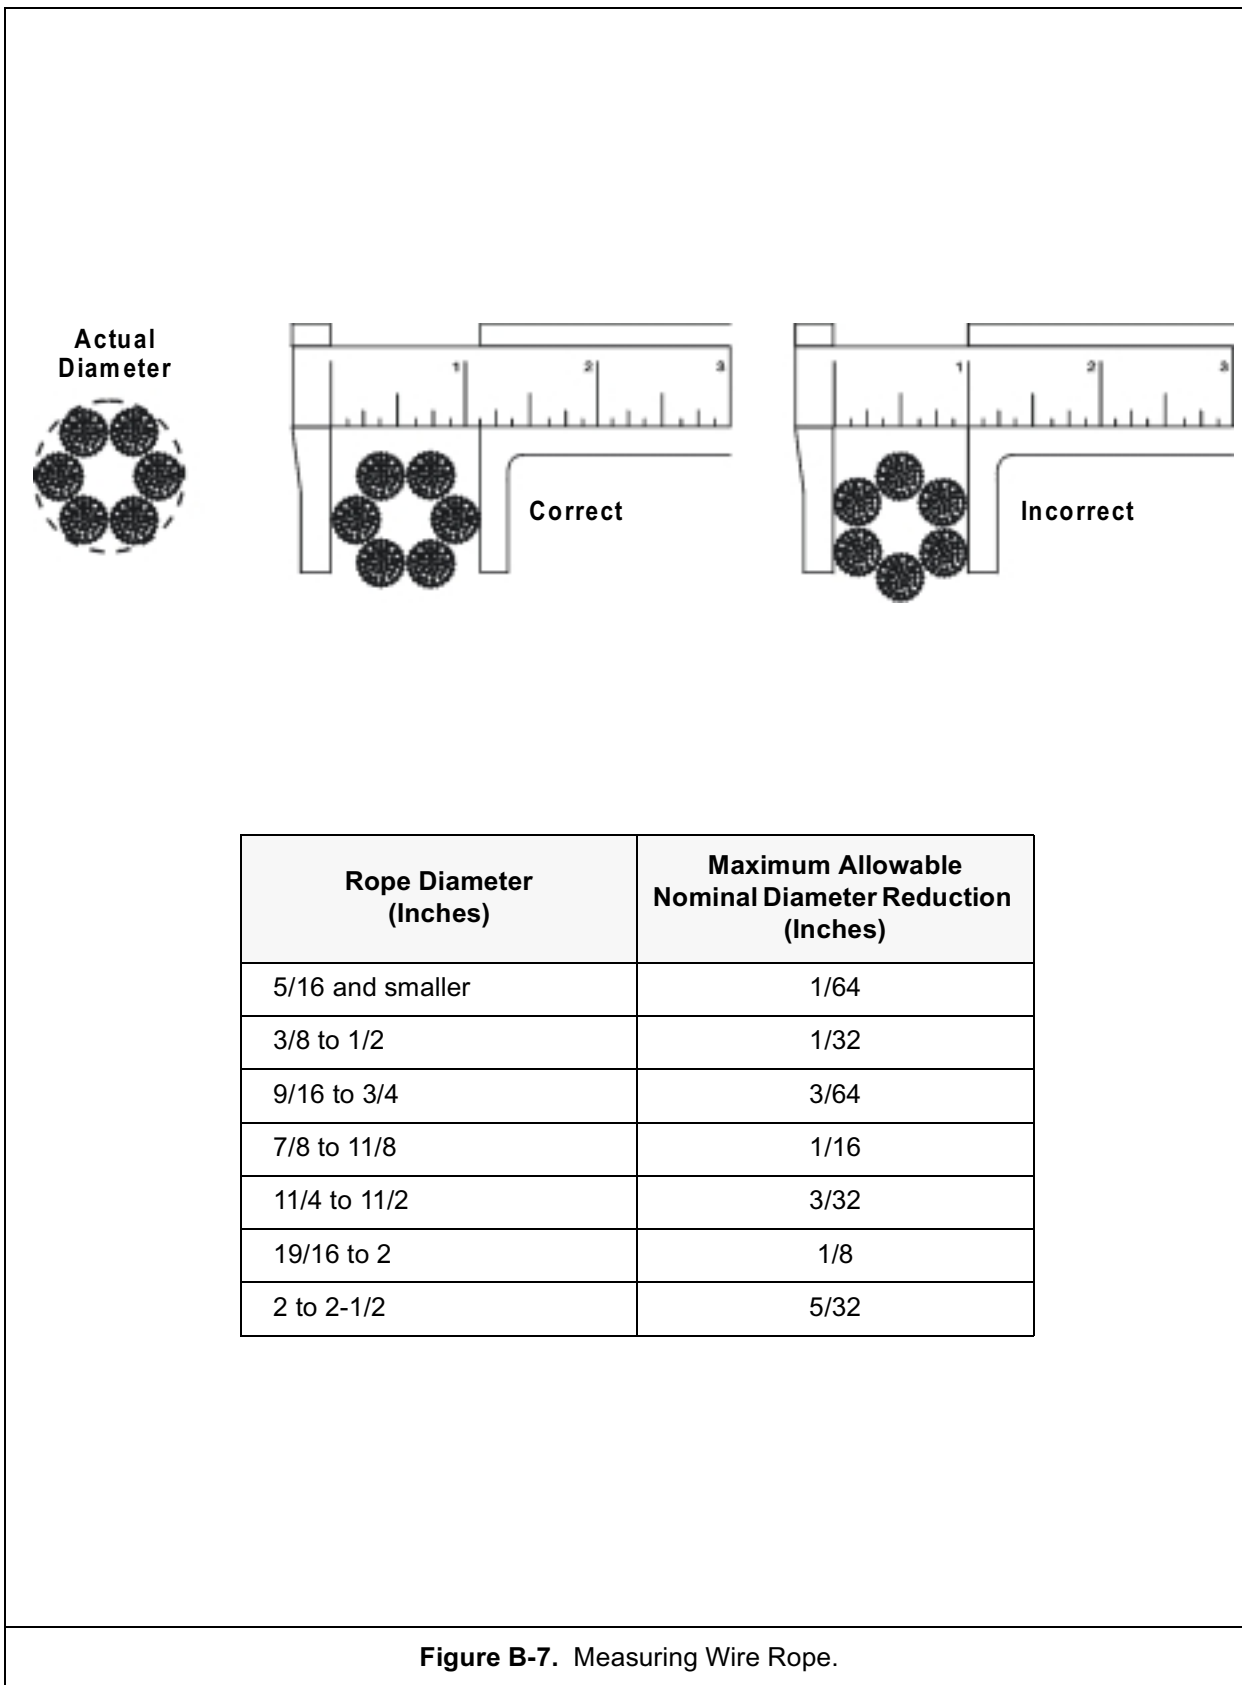 Actual
Diameter
1 2 3
1 2 3
Correct
Incorrect
Rope Diameter
(Inches)
Maximum Allowable
Nominal Diameter Reduction
(Inches)
5/16 and smaller 1/64
3/8 to 1/2 1/32
9/16 to 3/4 3/64
7/8 to 11/8 1/16
11/4 to 11/2 3/32
19/16 to 2 1/8
2 to 2-1/2 5/32
Figure B-7. Measuring Wire Rope.